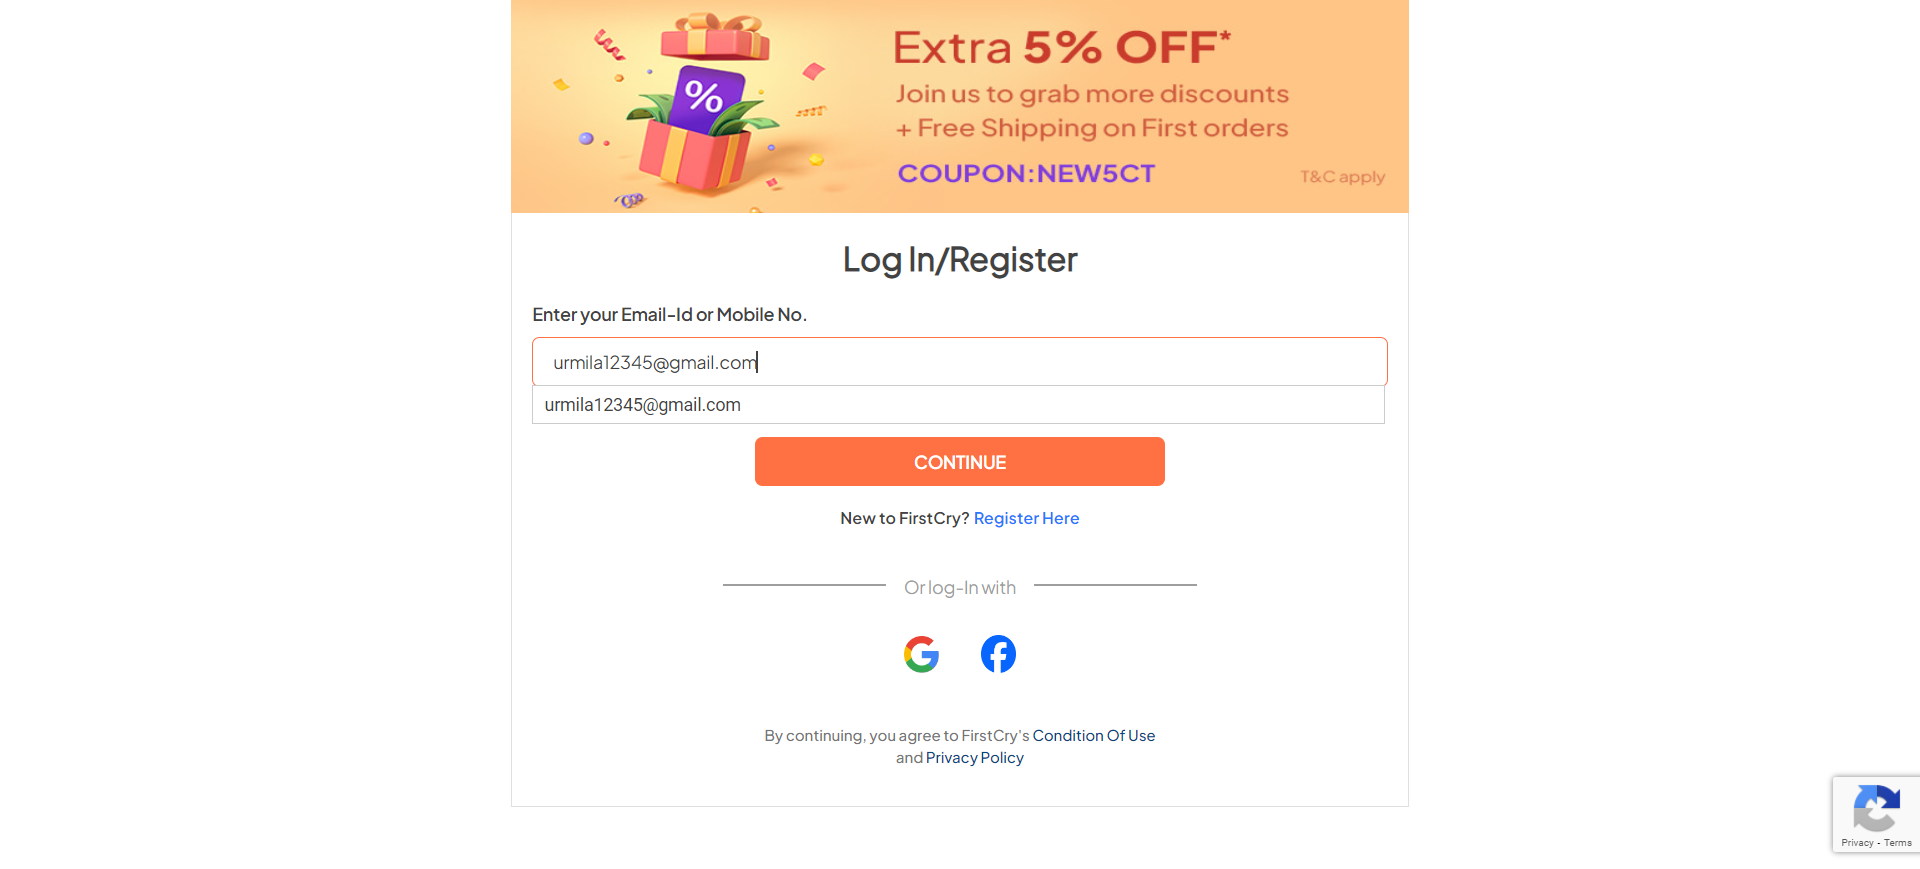 Extra 5% OFF*
Join us to grab more discounts
+ Free Shipping on First orders
COUPON:NEW5CT
T&C apply
%
Log In/Register
Enter your Email-Id or Mobile No.
urmila12345@gmail.com
urmila12345@gmail.com
CONTINUE
New to FirstCry? Register Here
Or log-In with
By continuing, you agree to FirstCry's Condition Of Use
and Privacy Policy
Privacy - Terms